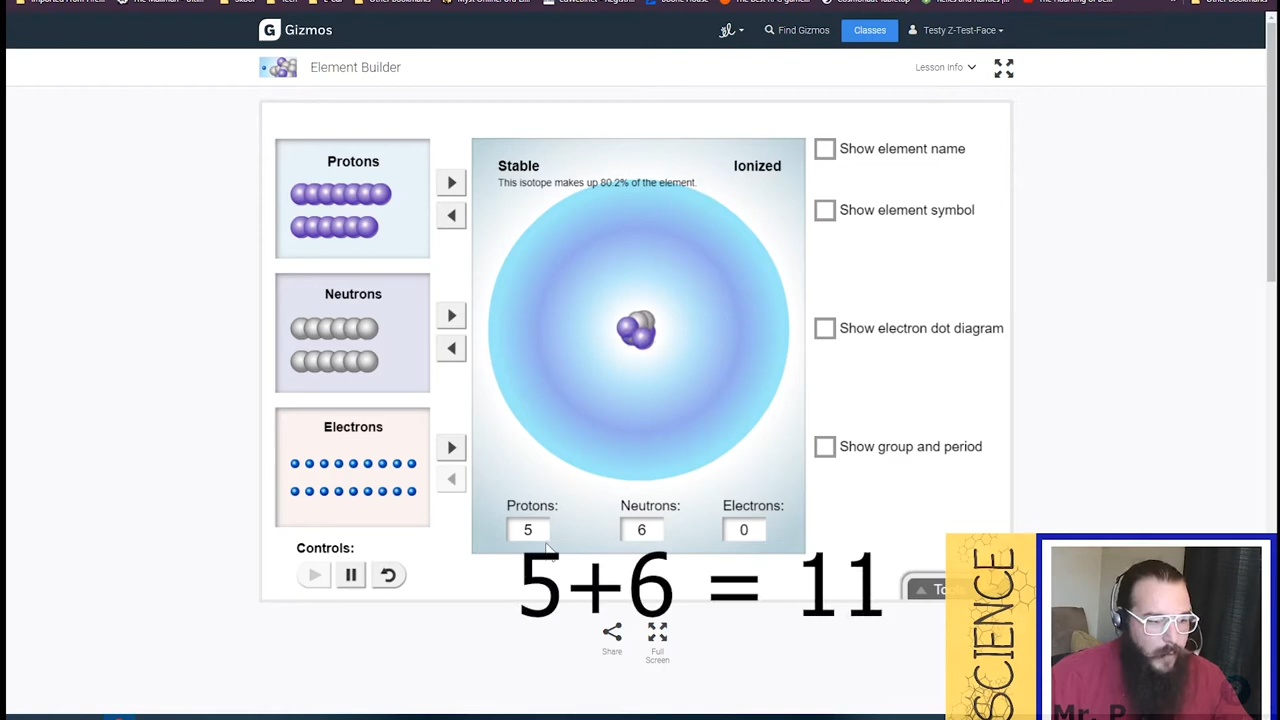 Gizmos
Find Gizmos
Classes
Testy Z-Test-Face
Element Builder
Lesson Info
Protons
Stable
Ionized
This isotope makes up 80.2% of the element.
Show element name
Show element symbol
Neutrons
Show electron dot diagram
Electrons
Show group and period
Protons:
Neutrons:
Electrons:
5
6
0
Controls:
5+6 = 11
Share
Full
Screen
SCIENCE